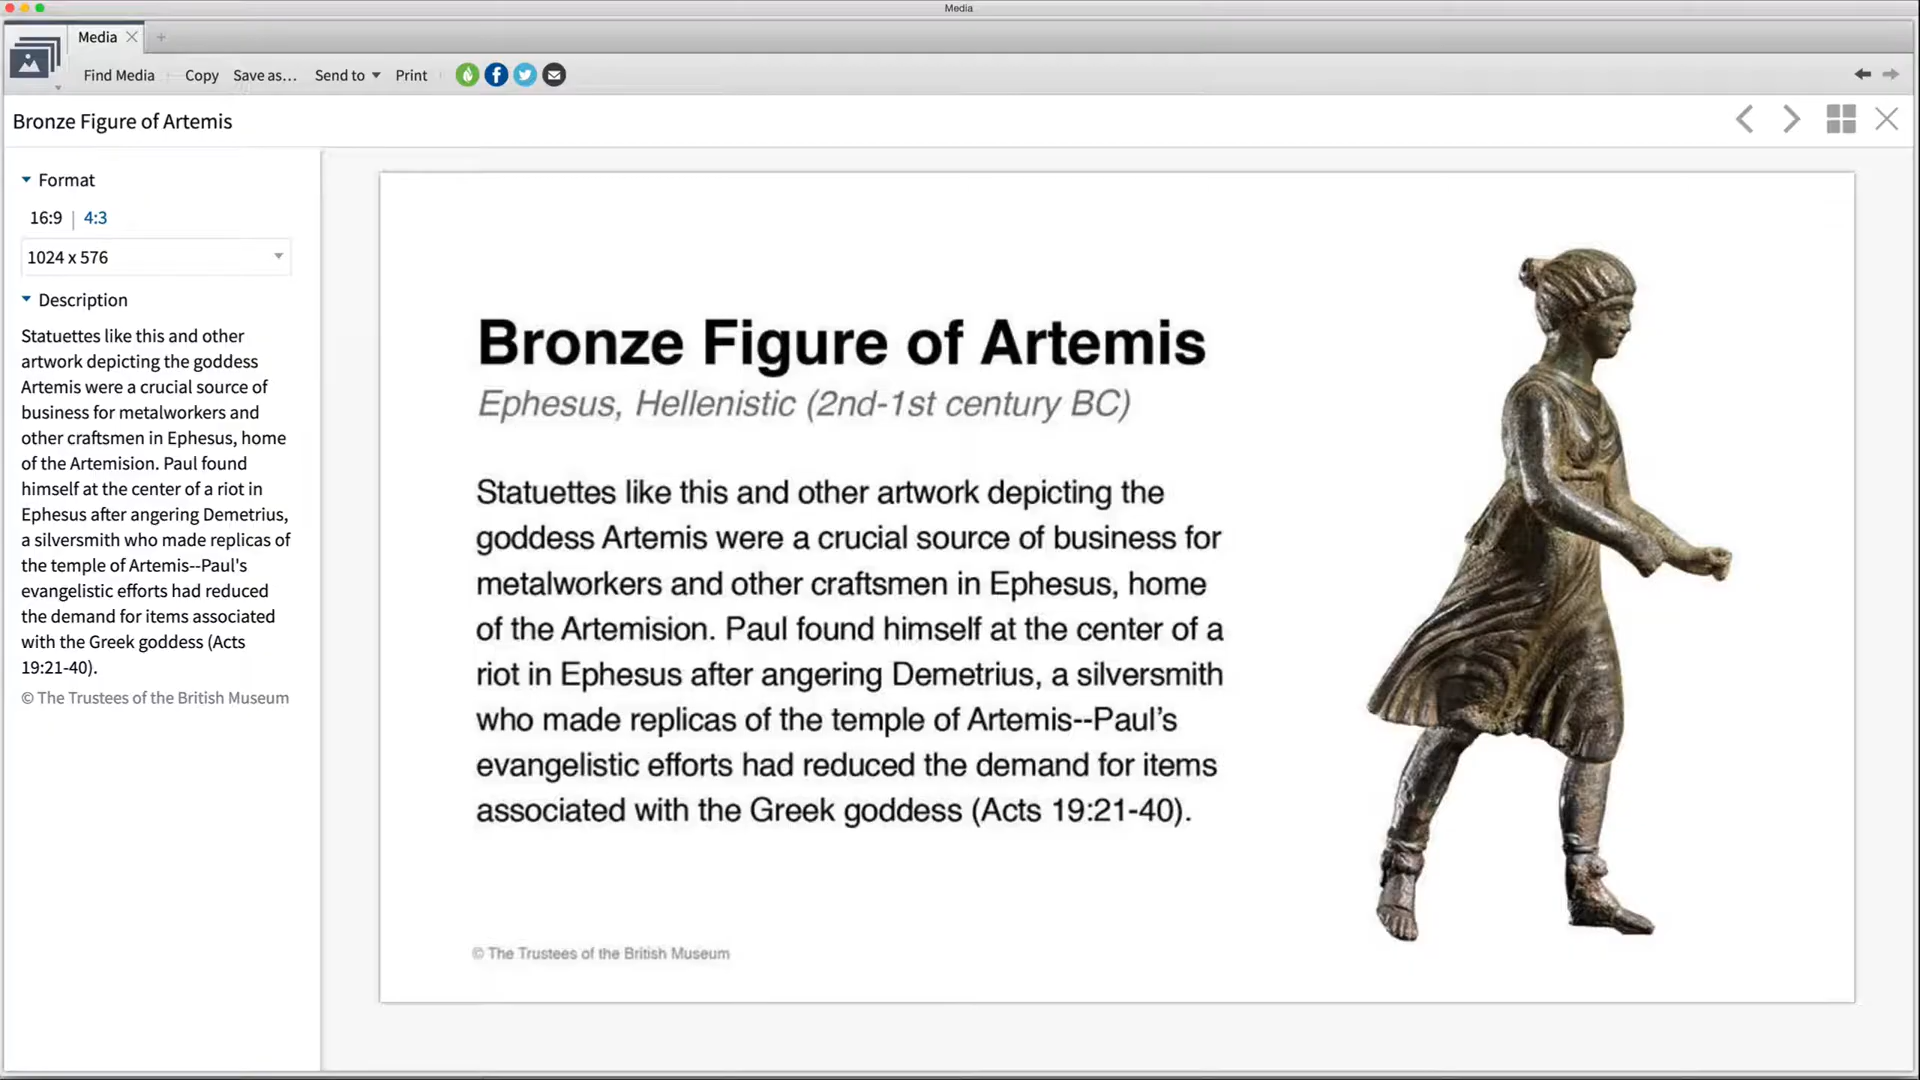 Media
Media
Find Media Copy Save as... Send to Print
Bronze Figure of Artemis
Format
16:9 | 4:3
1024 x 576
Description
Statuettes like this and other
artwork depicting the goddess
Artemis were a crucial source of
business for metalworkers and
other craftsmen in Ephesus, home
of the Artemision. Paul found
himself at the center of a riot in
Ephesus after angering Demetrius,
a silversmith who made replicas of
the temple of Artemis--Paul's
evangelistic efforts had reduced
the demand for items associated
with the Greek goddess (Acts
19:21-40).
© The Trustees of the British Museum
Bronze Figure of Artemis
Ephesus, Hellenistic (2nd-1st century BC)
Statuettes like this and other artwork depicting the
goddess Artemis were a crucial source of business for
metalworkers and other craftsmen in Ephesus, home
of the Artemision. Paul found himself at the center of a
riot in Ephesus after angering Demetrius, a silversmith
who made replicas of the temple of Artemis--Paul’s
evangelistic efforts had reduced the demand for items
associated with the Greek goddess (Acts 19:21-40).
© The Trustees of the British Museum